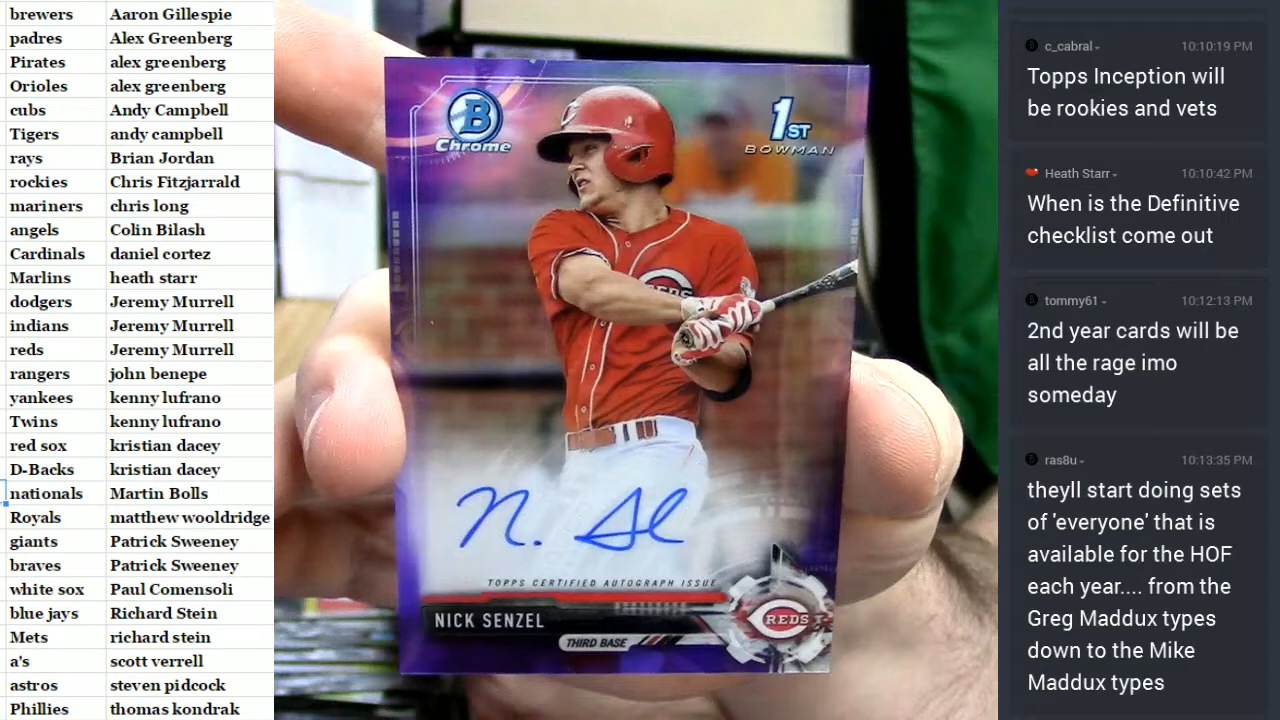 brewers Aaron Gillespie
padres Alex Greenberg
Pirates alex greenberg
Orioles alex greenberg
cubs Andy Campbell
Tigers andy campbell
rays Brian Jordan
rockies Chris Fitzjarrald
mariners chris long
angels Colin Bilash
Cardinals daniel cortez
Marlins heath starr
dodgers Jeremy Murrell
indians Jeremy Murrell
reds Jeremy Murrell
rangers john benepe
yankees kenny lufrano
Twins kenny lufrano
red sox kristian dacey
D-Backs kristian dacey
nationals Martin Bolls
Royals matthew wooldridge
giants Patrick Sweeney
braves Patrick Sweeney
white sox Paul Comensoli
blue jays Richard Stein
Mets richard stein
a's scott verrell
astros steven pidcock
Phillies thomas kondrak
B
Chrome
1ST
BOWMAN
REDS
N. Sl
TOPPS CERTIFIED AUTOGRAPH ISSUE
NICK SENZEL
THIRD BASE
REDS
c_cabral 10:10:19 PM
Topps Inception will
be rookies and vets
Heath Starr 10:10:42 PM
When is the Definitive
checklist come out
tommy61 10:12:13 PM
2nd year cards will be
all the rage imo
someday
ras8u 10:13:35 PM
theyll start doing sets
of 'everyone' that is
available for the HOF
each year.... from the
Greg Maddux types
down to the Mike
Maddux types